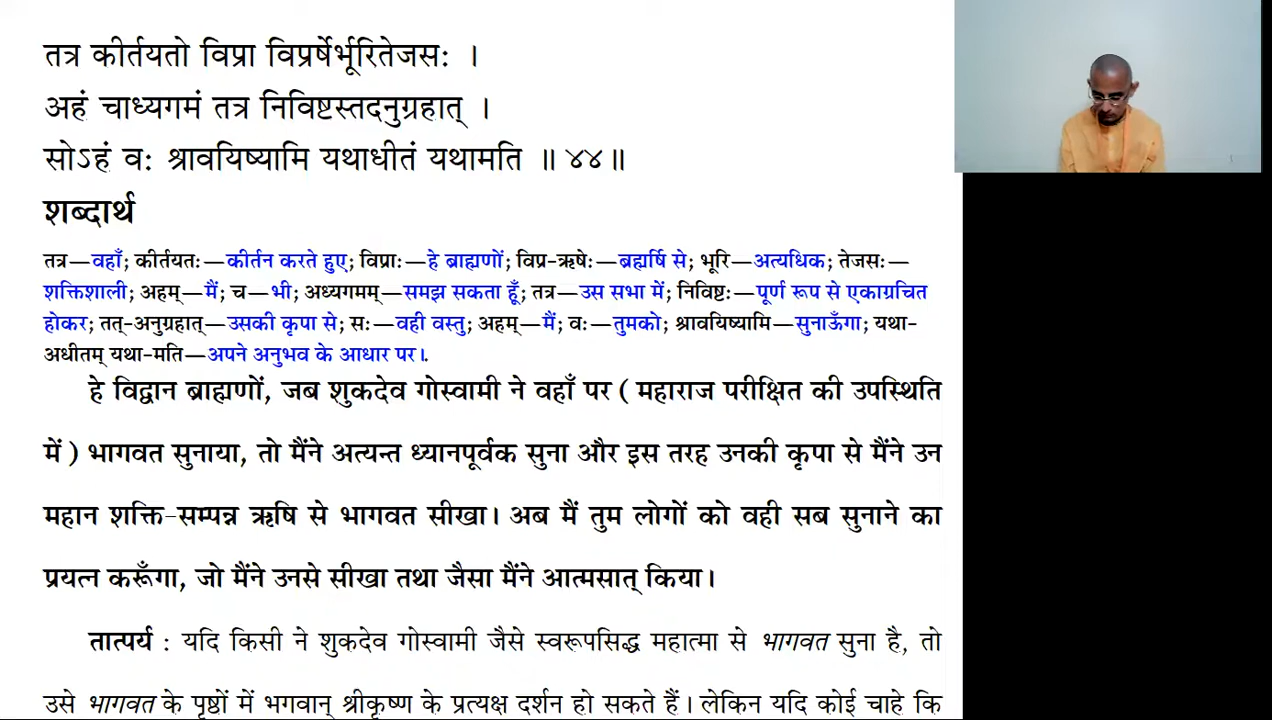 तत्र कीर्तयतो विप्रा विप्रर्षेर्भूरितेजसः ।
अहं चाध्यगमं तत्र निविष्टस्तदनुग्रहात् ।
सोऽहं वः श्रावयिष्यामि यथाधीतं यथामति ॥ ४४॥
शब्दार्थ
तत्र—वहाँ; कीर्तयतः—कीर्तन करते हुए; विप्राः—हे ब्राह्मणों; विप्र-ऋषेः—ब्रह्मर्षि से; भूरि—अत्यधिक; तेजसः—
शक्तिशाली; अहम्—मैं; च—भी; अध्यगमम्—समझ सकता हूँ; तत्र—उस सभा में; निविष्टः—पूर्ण रूप से एकाग्रचित
होकर; तत्-अनुग्रहात्—उसकी कृपा से; सः—वही वस्तु; अहम्—मैं; वः—तुमको; श्रावयिष्यामि—सुनाऊँगा; यथा-
अधीतम् यथा-मति—अपने अनुभव के आधार पर।.
हे विद्वान ब्राह्मणों, जब शुकदेव गोस्वामी ने वहाँ पर ( महाराज परीक्षित की उपस्थिति
में ) भागवत सुनाया, तो मैंने अत्यन्त ध्यानपूर्वक सुना और इस तरह उनकी कृपा से मैंने उन
महान शक्ति-सम्पन्न ऋषि से भागवत सीखा। अब मैं तुम लोगों को वही सब सुनाने का
प्रयत्न करूँगा, जो मैंने उनसे सीखा तथा जैसा मैंने आत्मसात् किया।
तात्पर्य : यदि किसी ने शुकदेव गोस्वामी जैसे स्वरूपसिद्ध महात्मा से भागवत सुना है, तो
उसे भागवत के पृष्ठों में भगवान् श्रीकृष्ण के प्रत्यक्ष दर्शन हो सकते हैं। लेकिन यदि कोई चाहे कि